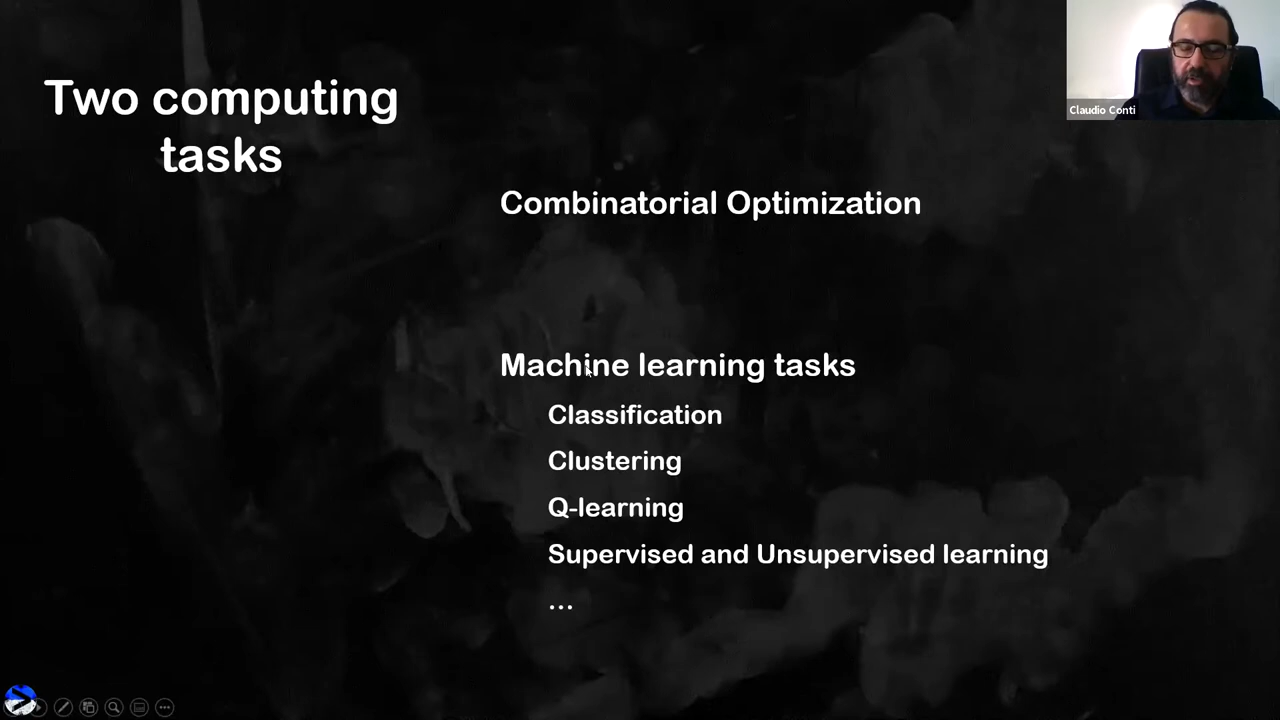 Two computing
tasks
Claudio Conti
Combinatorial Optimization
Machine learning tasks
Classification
Clustering
Q-learning
Supervised and Unsupervised learning
...